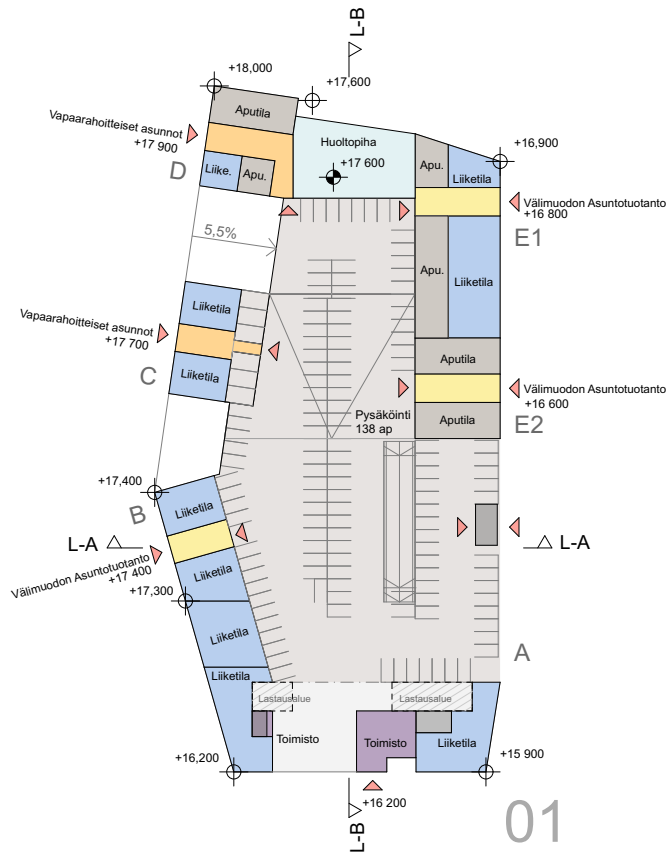 L-B
+18,000
+17,600
Aputila
Vapaarahoitteiset asunnot
+17 900
Huoltopiha
+17 600
+16,900
Apu.
Liiketila
D
Liike.
Apu.
Välimuodon Asuntotuotanto
+16 800
E1
5,5%
Apu.
Liiketila
Liiketila
Vapaarahoitteiset asunnot
+17 700
C
Liiketila
Aputila
Välimuodon Asuntotuotanto
+16 600
Aputila
E2
Pysäköinti
138 ap
+17,400
B
Liiketila
L-A
L-A
Välimuodon Asuntotuotanto
+17 400
Liiketila
+17,300
Liiketila
A
Liiketila
Lastausalue
Lastausalue
Toimisto
Toimisto
Liiketila
+16,200
+15 900
+16 200
L-B
01